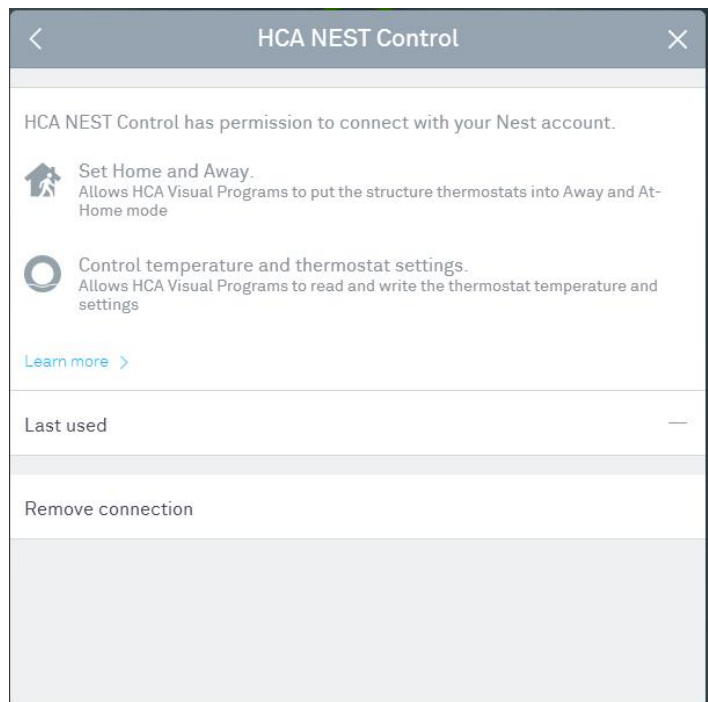 HCA NEST Control
HCA NEST Control has permission to connect with your Nest account.
Set Home and Away.
Allows HCA Visual Programs to put the structure thermostats into Away and At-
Home mode
Control temperature and thermostat settings.
Allows HCA Visual Programs to read and write the thermostat temperature and
settings
Learn more >
Last used —
Remove connection